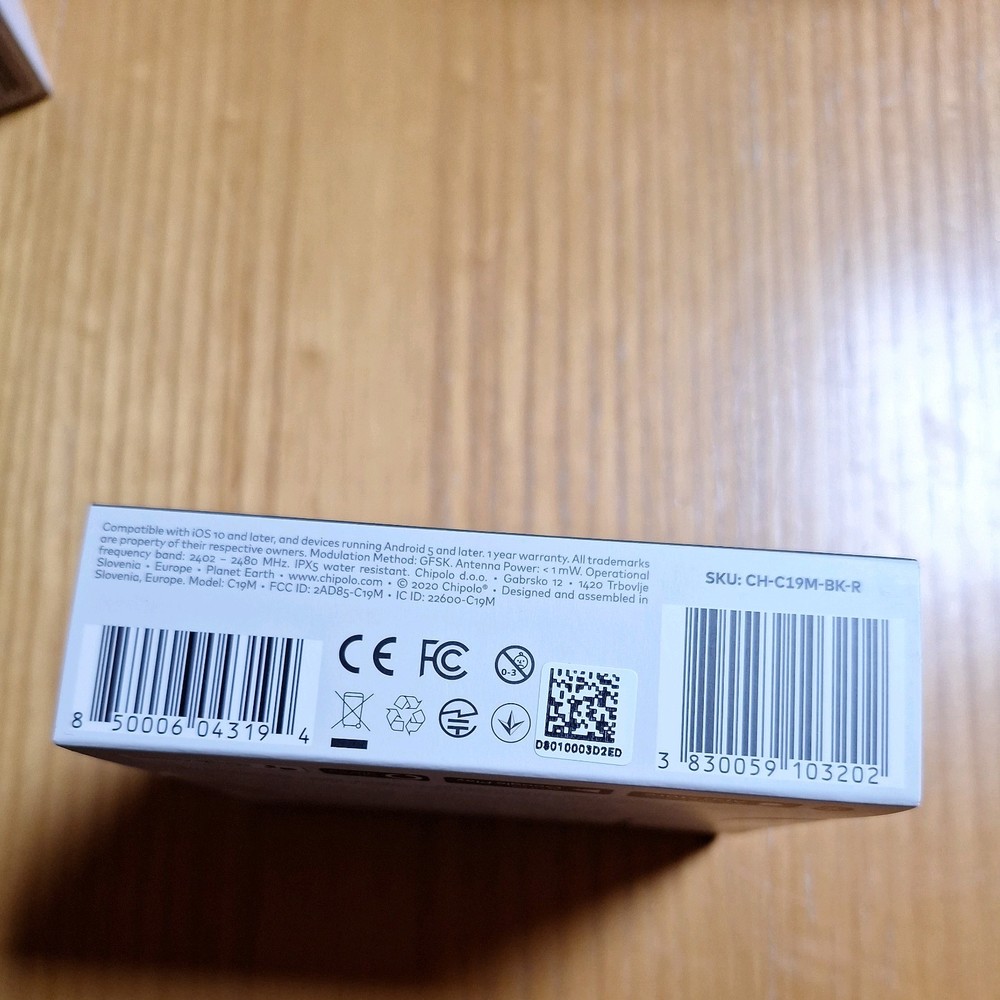 Compatible with iOS 10 and later, and devices running Android 5 and later. 1 year warranty. All trademarks
are property of their respective owners. Modulation Method: GFSK. Antenna Power: < 1 mW. Operational
frequency band: 2402 – 2480 MHz. IPX5 water resistant. Chipolo d.o.o. • Gabrsko 12 • 1420 Trbovlje
Slovenia • Europe • Planet Earth • www.chipolo.com • © 2020 Chipolo® • Designed and assembled in
Slovenia, Europe. Model: C19M • FCC ID: 2AD85-C19M • IC ID: 22600-C19M
SKU: CH-C19M-BK-R
CE FC
0-3
8 50006 04319 4
D8010003D2ED
3 830059 103202